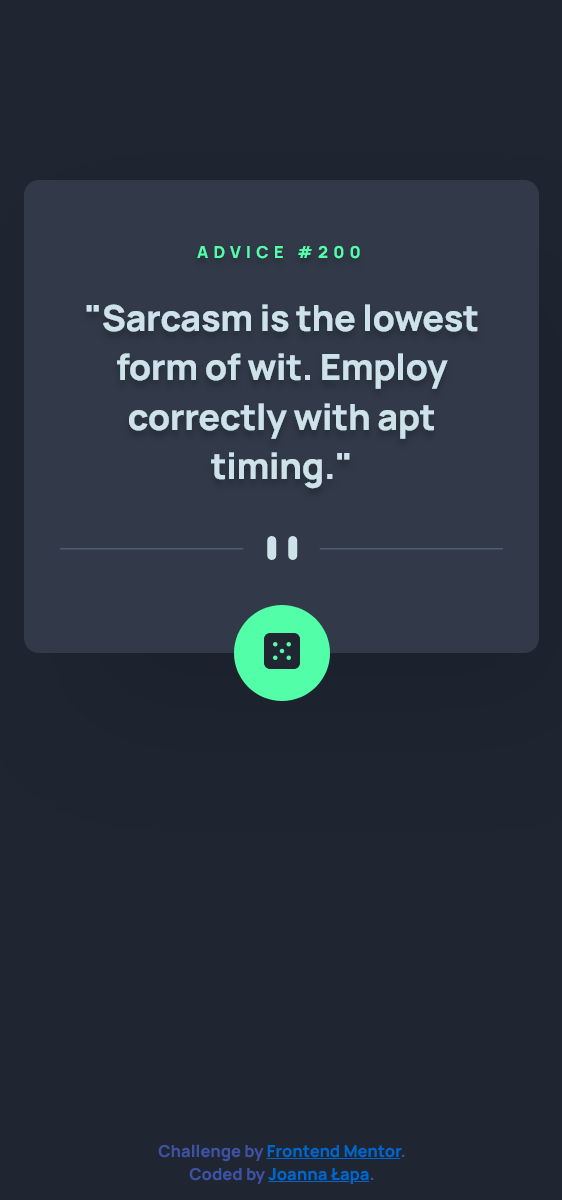 ADVICE #200
"Sarcasm is the lowest
form of wit. Employ
correctly with apt
timing."
Challenge by Frontend Mentor.
Coded by Joanna Łapa.